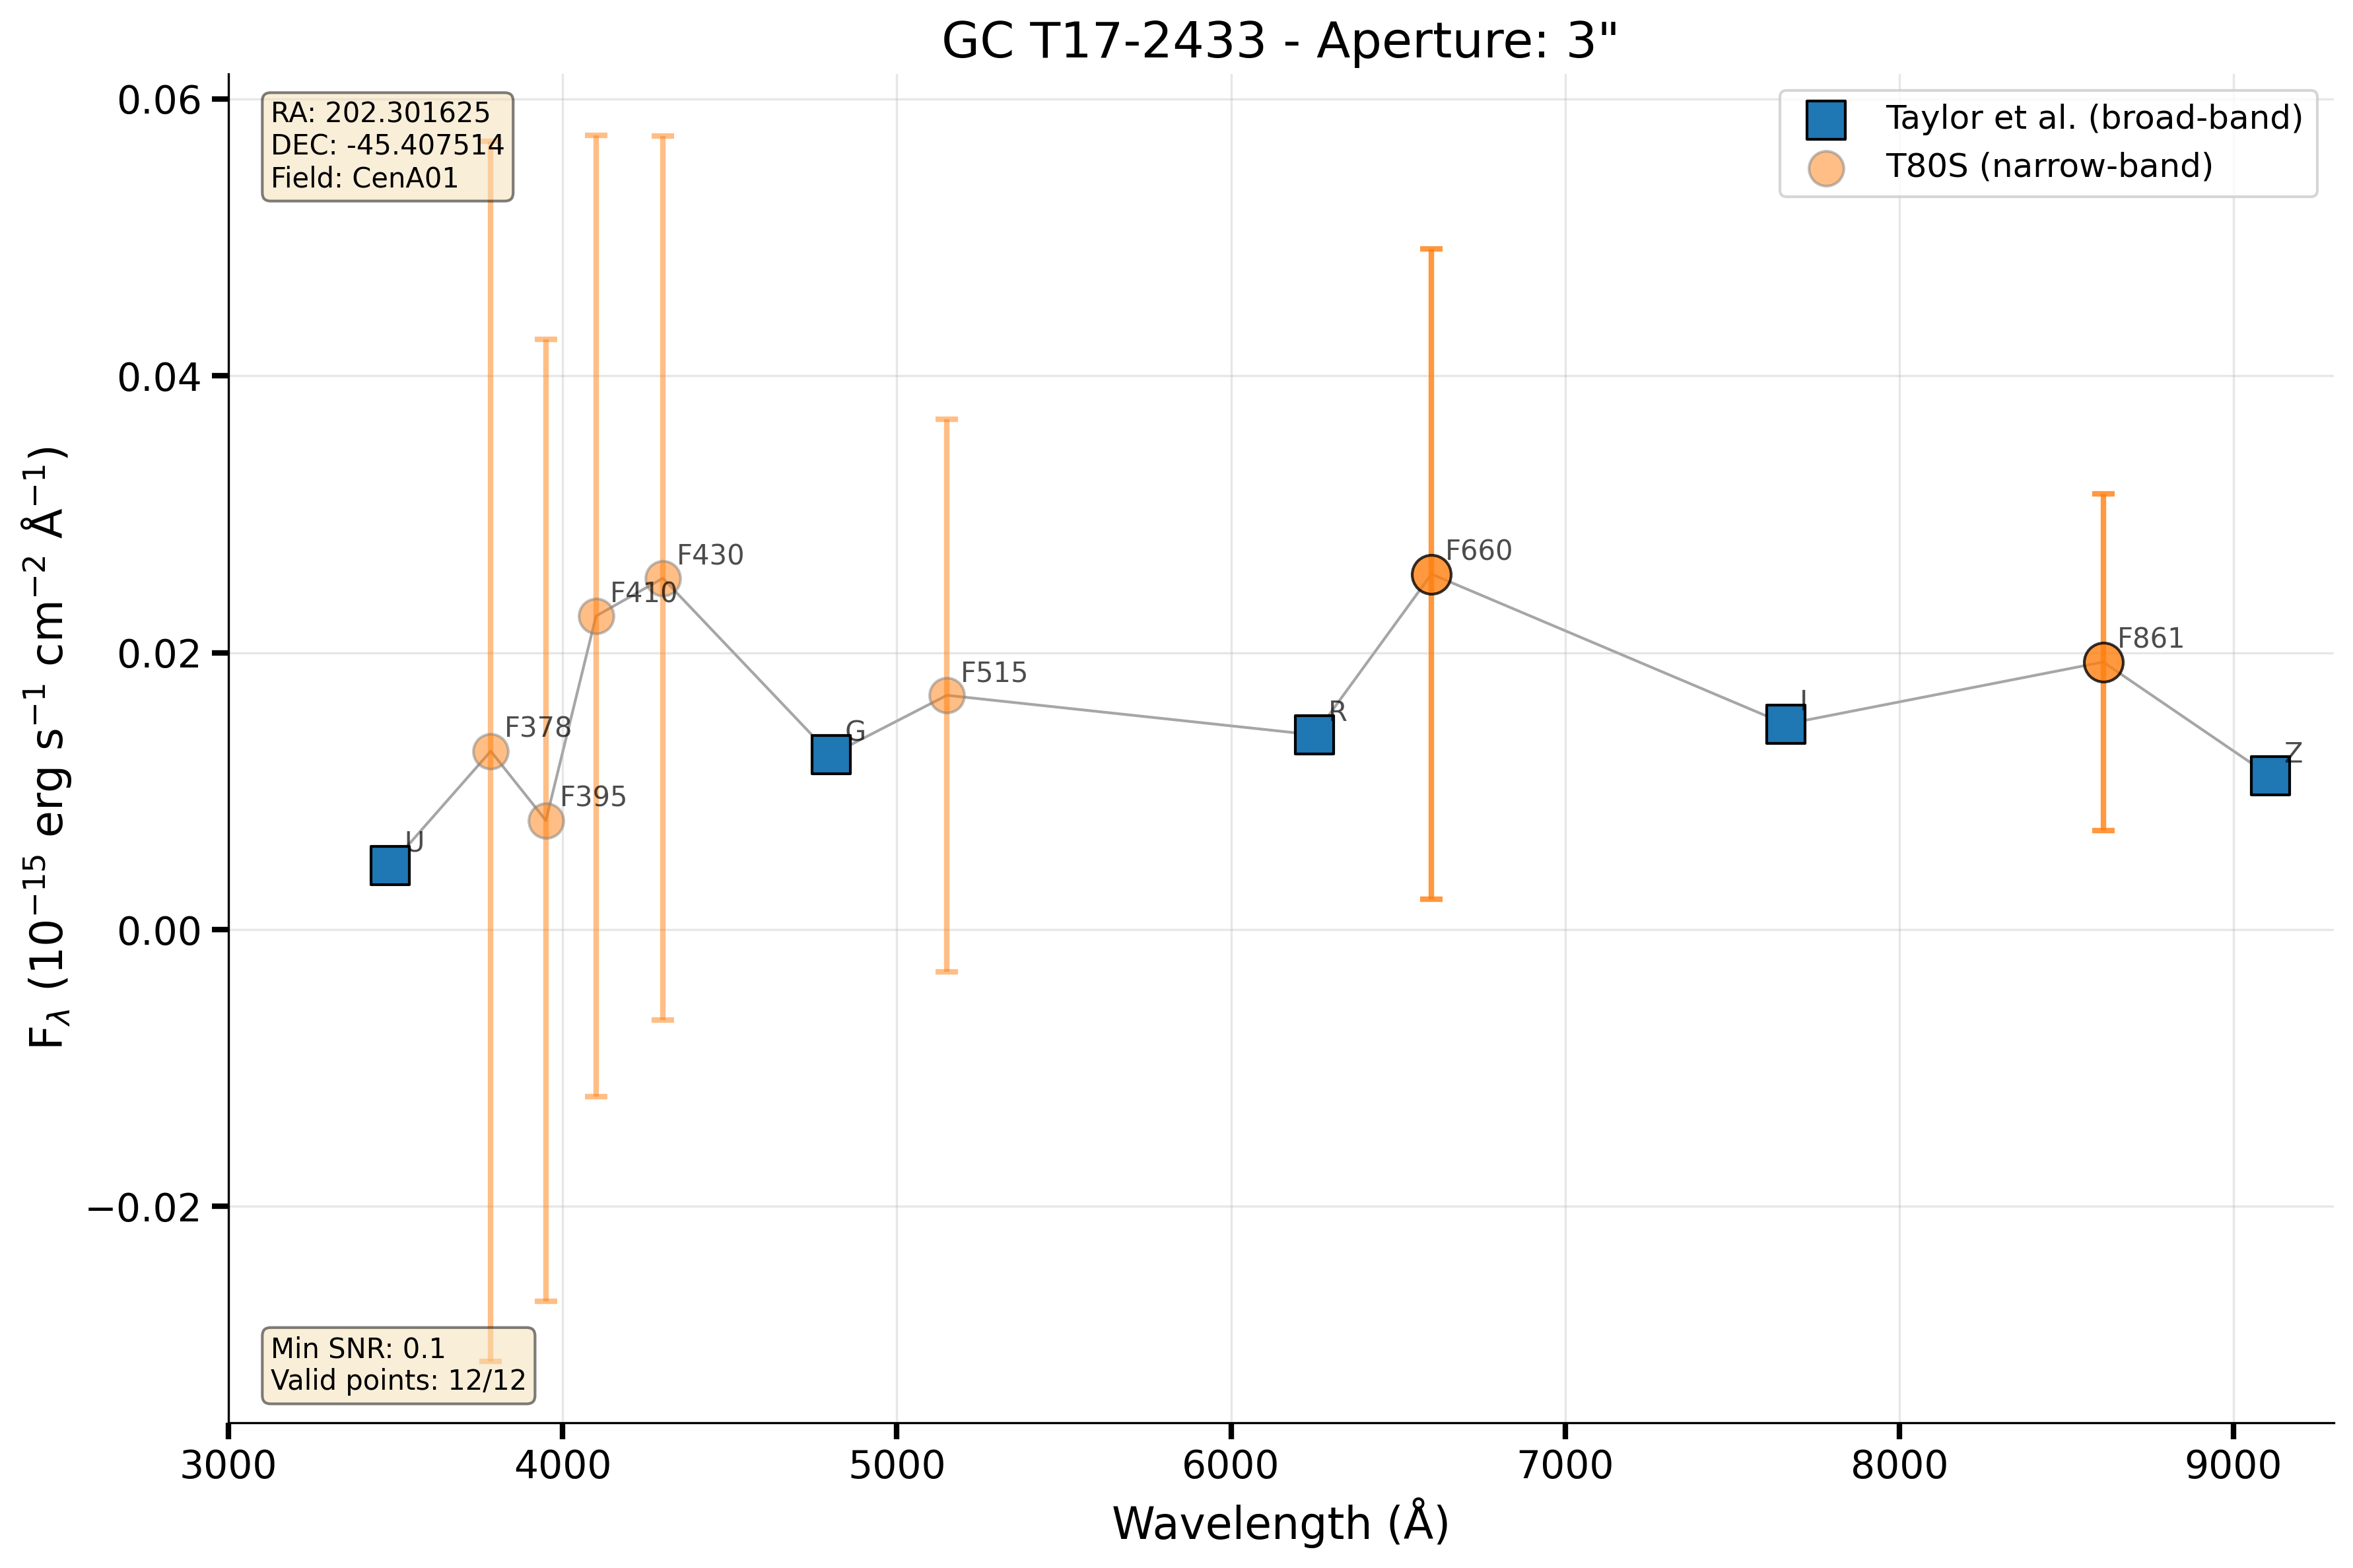 GC T17-2433 - Aperture: 3"
RA: 202.301625
DEC: -45.407514
Field: CenA01
Taylor et al. (broad-band)
T80S (narrow-band)
0.06
0.04
0.02
0.00
−0.02
F$_{λ}$ (10$^{−15}$ erg s$^{−1}$ cm$^{−2}$ Å$^{−1}$)
U
F378
F395
F410
F430
G
F515
R
F660
I
F861
Z
Min SNR: 0.1
Valid points: 12/12
3000 4000 5000 6000 7000 8000 9000
Wavelength (Å)